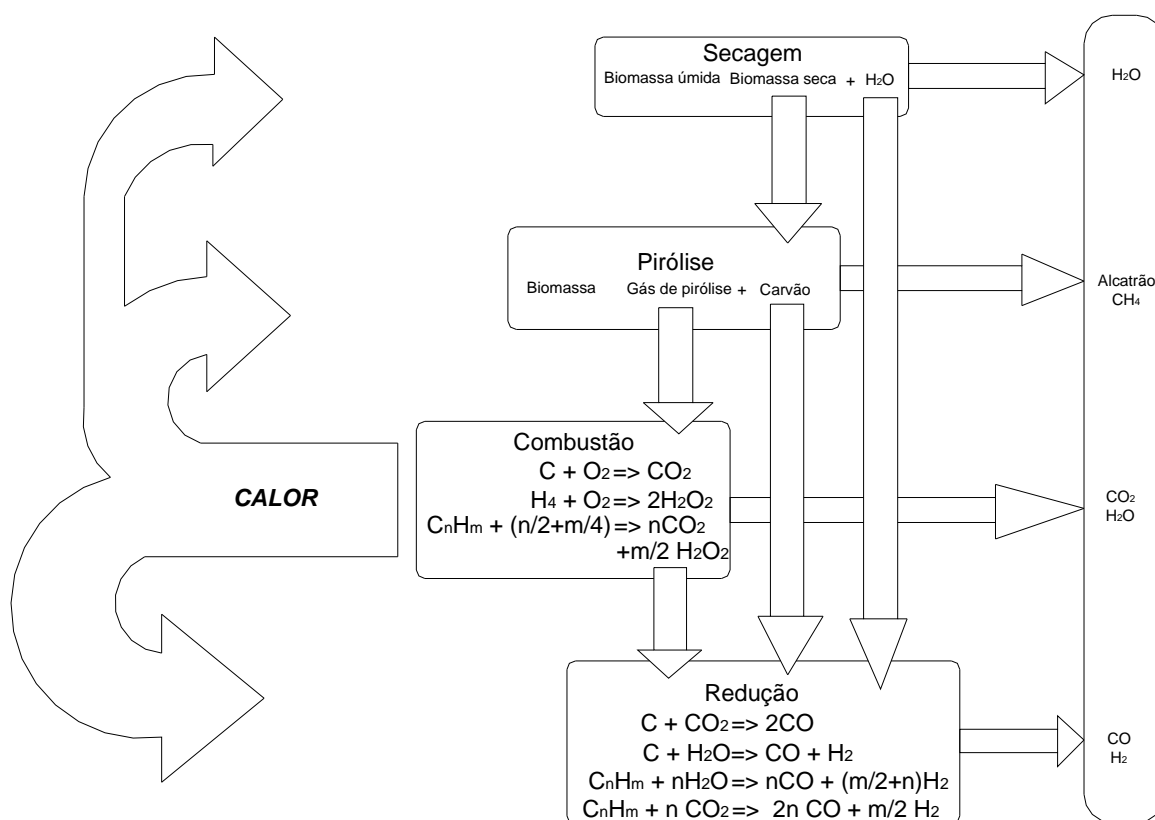 Secagem
Biomassa úmida Biomassa seca + H₂O
H₂O
Pirólise
Biomassa Gás de pirólise + Carvão
Alcatrão
CH₄
Combustão
C + O₂=> CO₂
H₄ + O₂=> 2H₂O₂
CₙHₘ + (n/2+m/4)=> nCO₂
+m/2 H₂O₂
CALOR
CO₂
H₂O
Redução
C + CO₂=> 2CO
C + H₂O=> CO + H₂
CₙHₘ + nH₂O=> nCO + (m/2+n)H₂
CₙHₘ + n CO₂=> 2n CO + m/2 H₂
CO
H₂